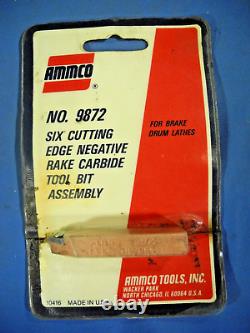 AMMCO
®
NO. 9872
FOR BRAKE
DRUM LATHES
SIX CUTTING
EDGE NEGATIVE
RAKE CARBIDE
TOOL BIT
ASSEMBLY
AMMCO TOOLS, INC.
WACKER PARK
NORTH CHICAGO, IL 60064 U.S.A.
10416 MADE IN U.S.A.